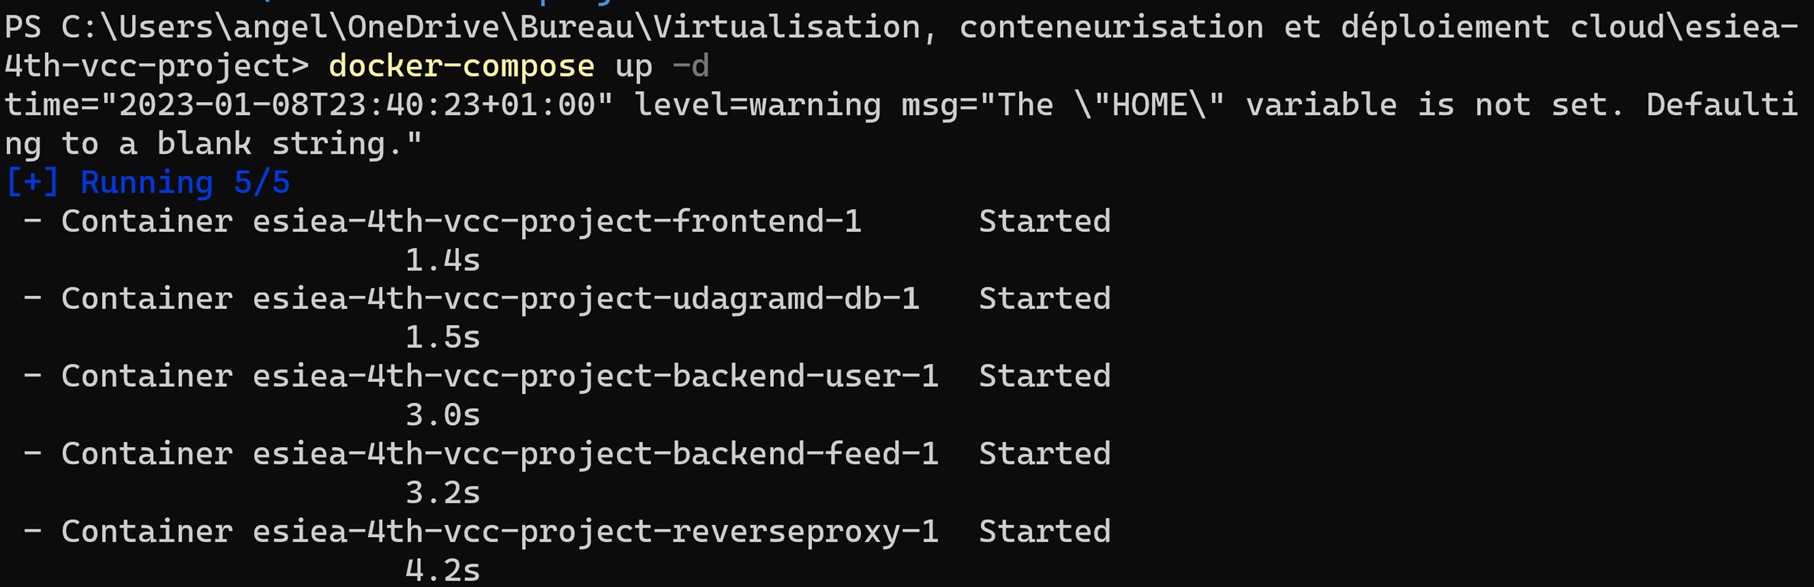 PS C:\Users\angel\OneDrive\Bureau\Virtualisation, conteneurisation et déploiement cloud\esiea-
4th-vcc-project> docker-compose up -d
time="2023-01-08T23:40:23+01:00" level=warning msg="The \"HOME\" variable is not set. Defaulti
ng to a blank string."
[+] Running 5/5
 - Container esiea-4th-vcc-project-frontend-1      Started
                     1.4s
 - Container esiea-4th-vcc-project-udagramd-db-1   Started
                     1.5s
 - Container esiea-4th-vcc-project-backend-user-1  Started
                     3.0s
 - Container esiea-4th-vcc-project-backend-feed-1  Started
                     3.2s
 - Container esiea-4th-vcc-project-reverseproxy-1  Started
                     4.2s